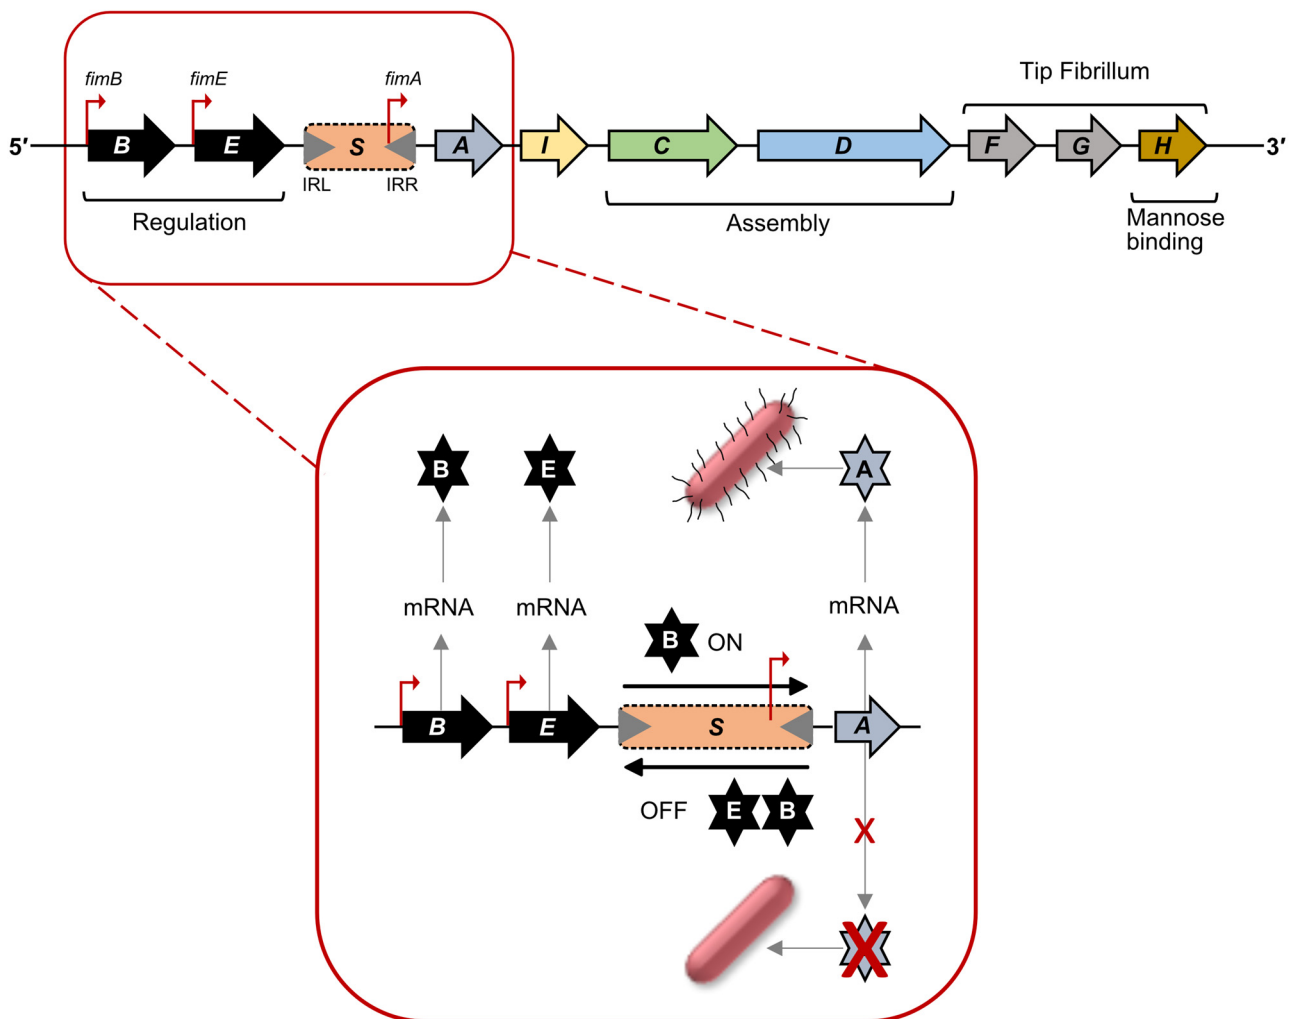 Tip Fibrillum
fimB fimE fimA
5′ B E S A I C D F G H 3′
IRL IRR
Regulation Assembly Mannose
binding
B E A
mRNA mRNA mRNA
B ON
B E S A
OFF E B
X
X